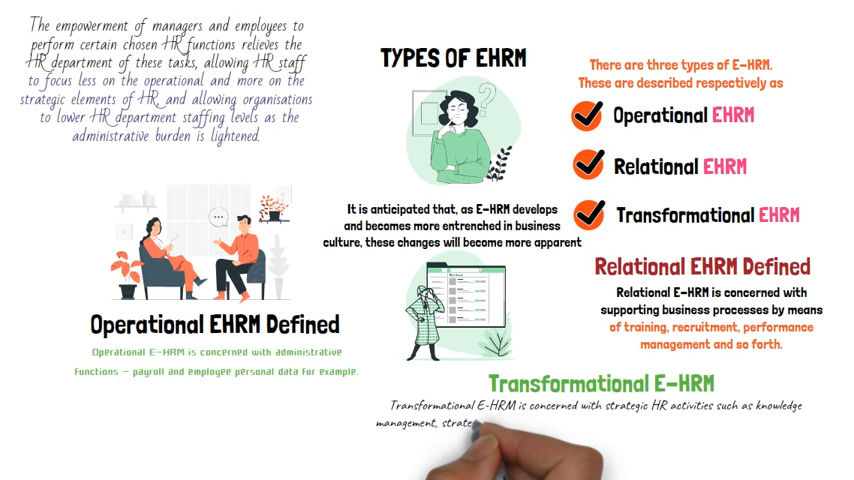 The empowerment of managers and employees to
perform certain chosen HR functions relieves the
HR department of these tasks, allowing HR staff
to focus less on the operational and more on the
strategic elements of HR and allowing organisations
to lower HR department staffing levels as the
administrative burden is lightened.
Operational EHRM Defined
Operational E-HRM is concerned with administrative
functions – payroll and employee personal data for example.
TYPES OF EHRM
?
It is anticipated that, as E-HRM develops
and becomes more entrenched in business
culture, these changes will become more apparent
There are three types of E-HRM.
These are described respectively as
Operational EHRM
Relational EHRM
Transformational EHRM
Relational EHRM Defined
Relational E-HRM is concerned with
supporting business processes by means
of training, recruitment, performance
management and so forth.
Transformational E-HRM
Transformational E-HRM is concerned with strategic HR activities such as knowledge
management, strate